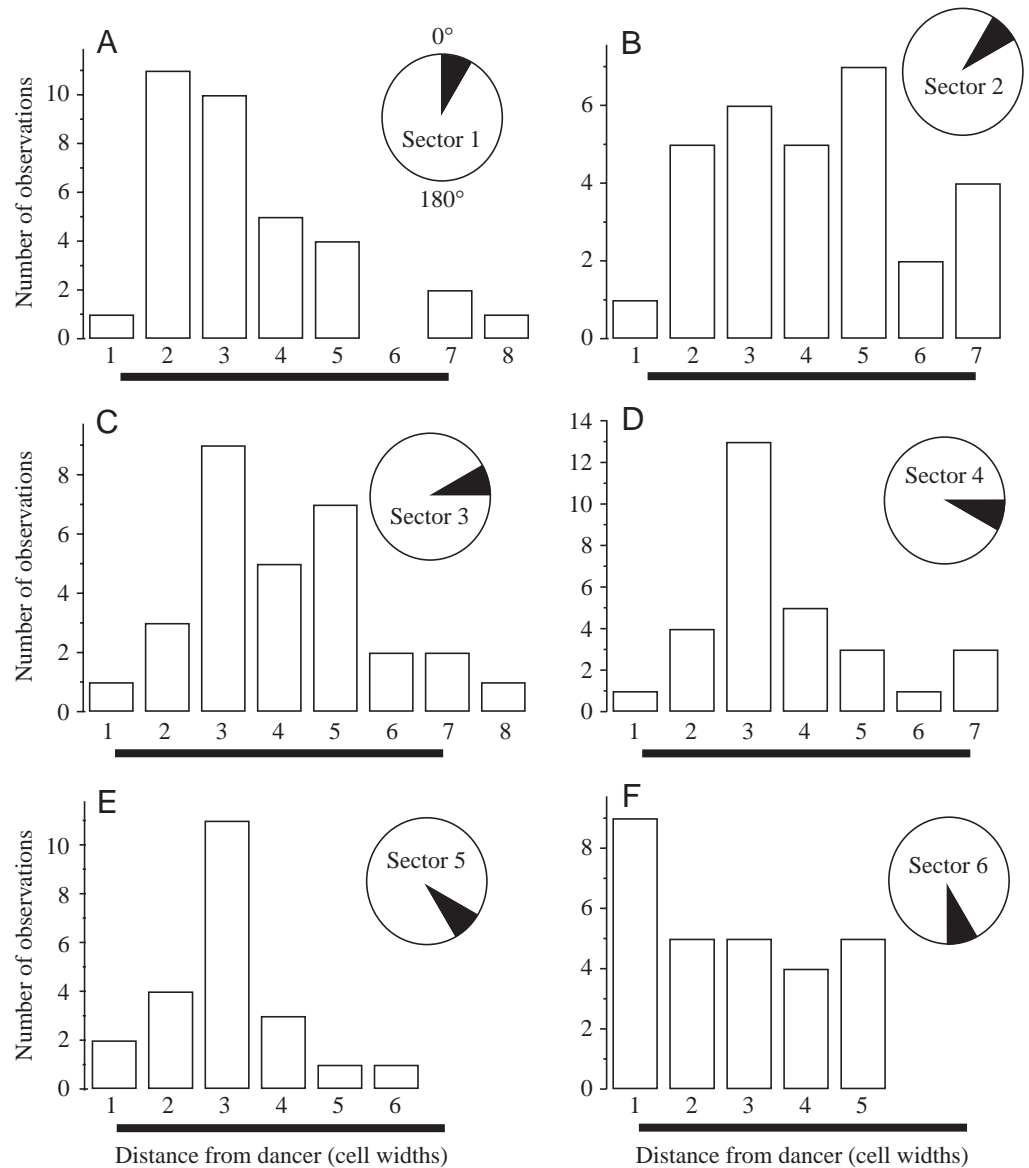 A
0°
Sector 1
180°
Number of observations
10
8
6
4
2
0
1 2 3 4 5 6 7 8
B
Sector 2
6
4
2
0
1 2 3 4 5 6 7
C
Sector 3
Number of observations
8
6
4
2
0
1 2 3 4 5 6 7 8
D
Sector 4
14
12
10
8
6
4
2
0
1 2 3 4 5 6 7
E
Sector 5
Number of observations
10
8
6
4
2
0
1 2 3 4 5 6
Distance from dancer (cell widths)
F
Sector 6
8
6
4
2
0
1 2 3 4 5
Distance from dancer (cell widths)